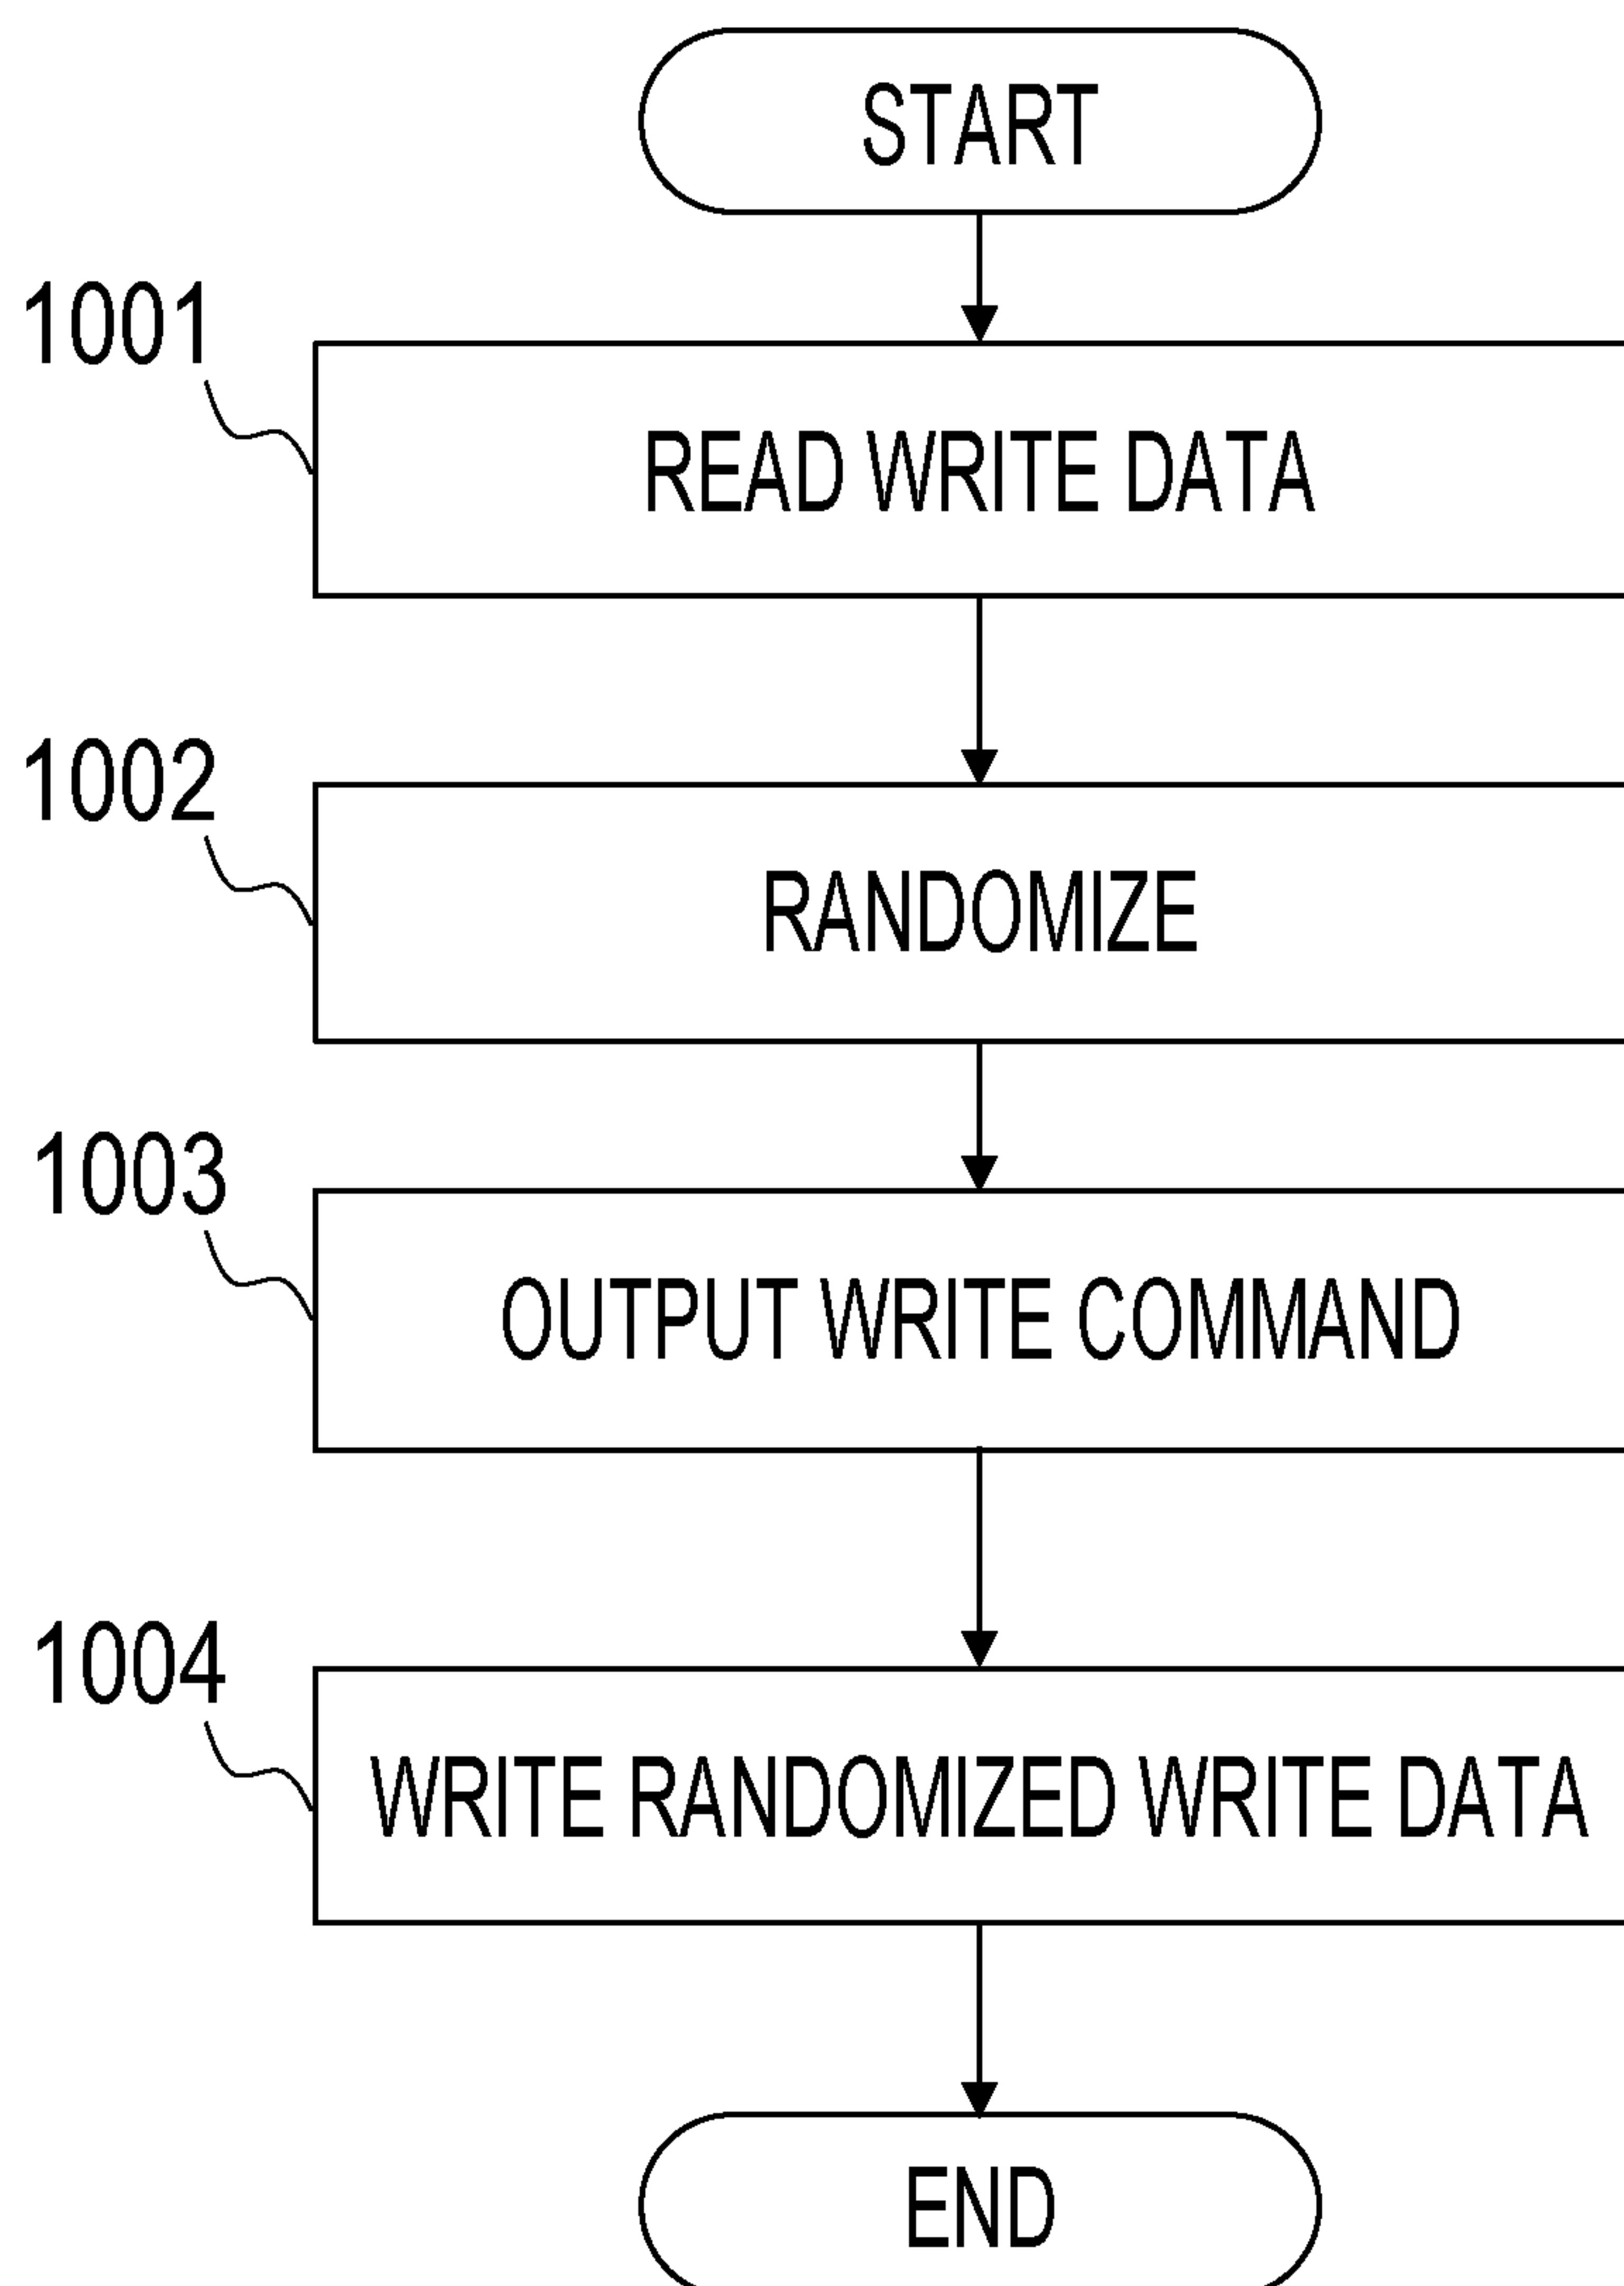 START
1001
READ WRITE DATA
1002
RANDOMIZE
1003
OUTPUT WRITE COMMAND
1004
WRITE RANDOMIZED WRITE DATA
END